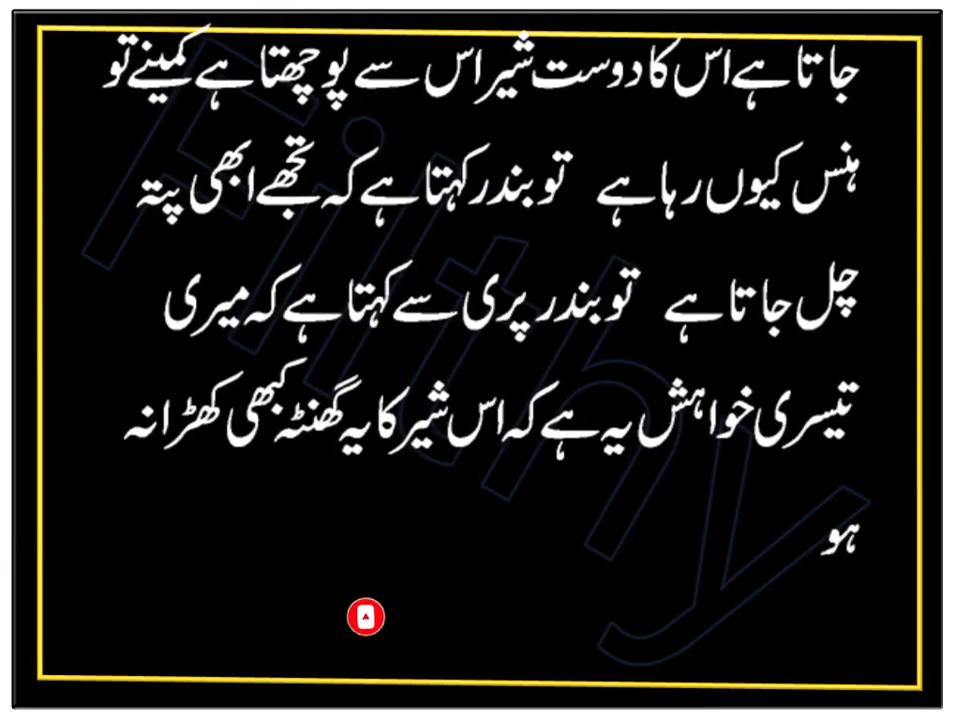 جاتا ہے اس کا دوست شیر اس سے پوچھتا ہے کمینے تو
ہنس کیوں رہا ہے تو بندر کہتا ہے کہ تجھے ابھی پتہ
چل جاتا ہے تو بندر پری سے کہتا ہے کہ میری
تیسری خواہش یہ ہے کہ اس شیر کا یہ گھنٹہ کبھی کھڑا نہ
ہو
Filthy